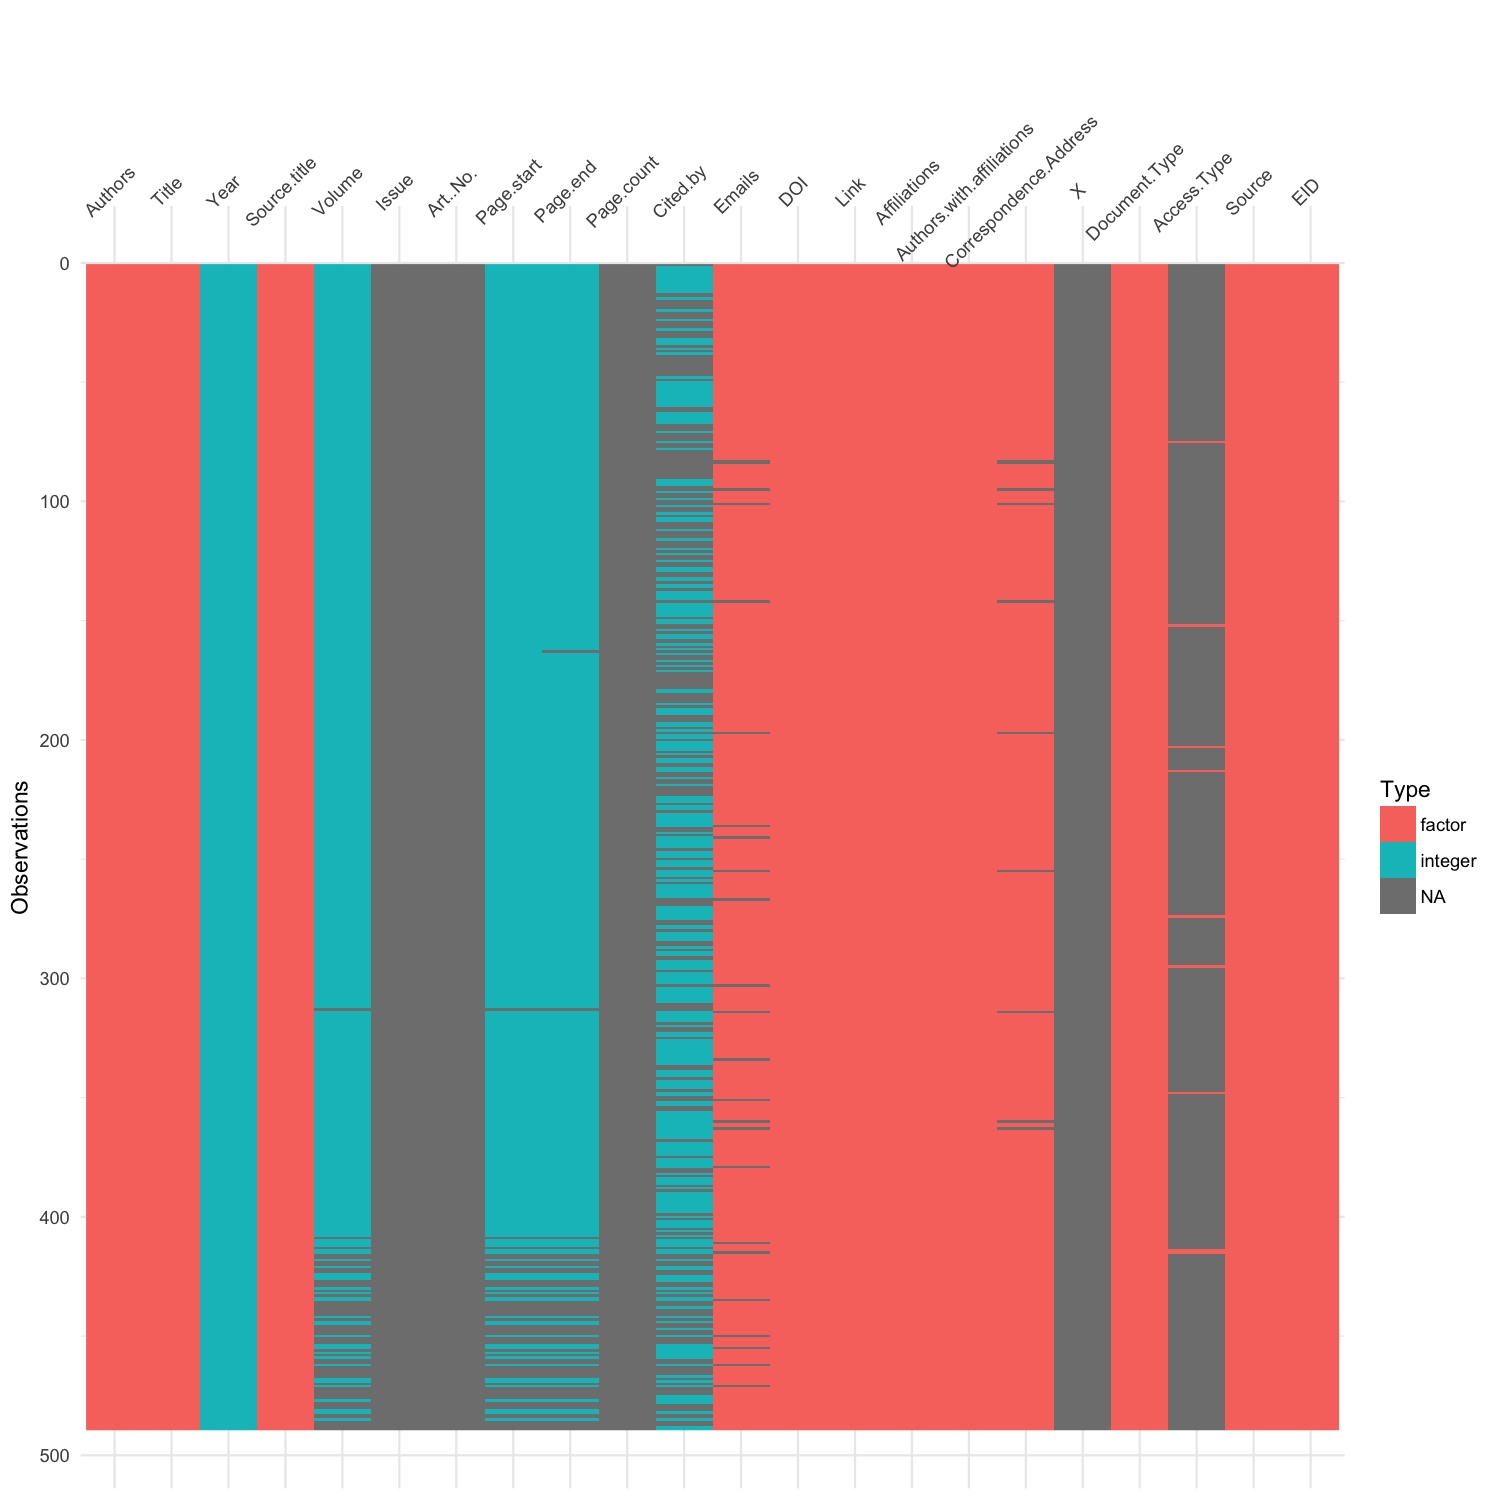 Authors
Title
Year
Source.title
Volume
Issue
Art..No.
Page.start
Page.end
Page.count
Cited.by
Emails
DOI
Link
Affiliations
Authors.with.affiliations
Correspondence.Address
X
Document.Type
Access.Type
Source
EID
0
100
200
300
400
500
Observations
Type
factor
integer
NA